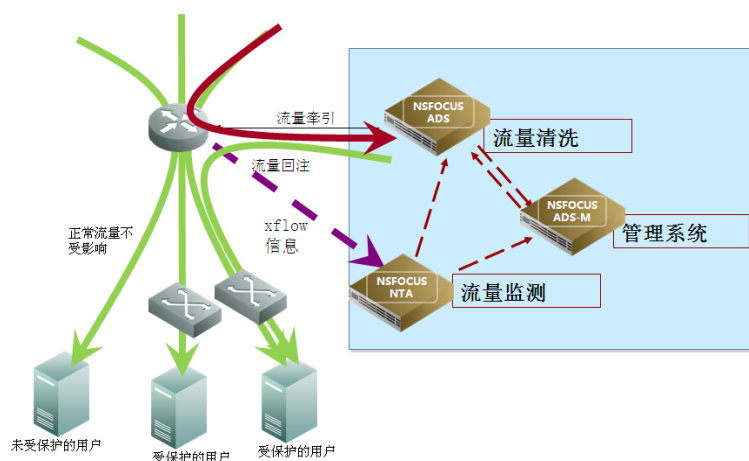 NSFOCUS
ADS
流量牵引
流量清洗
流量回注
NSFOCUS
ADS-M
管理系统
xflow
信息
正常流量不
受影响
NSFOCUS
NTA
流量监测
未受保护的用户
受保护的用户
受保护的用户